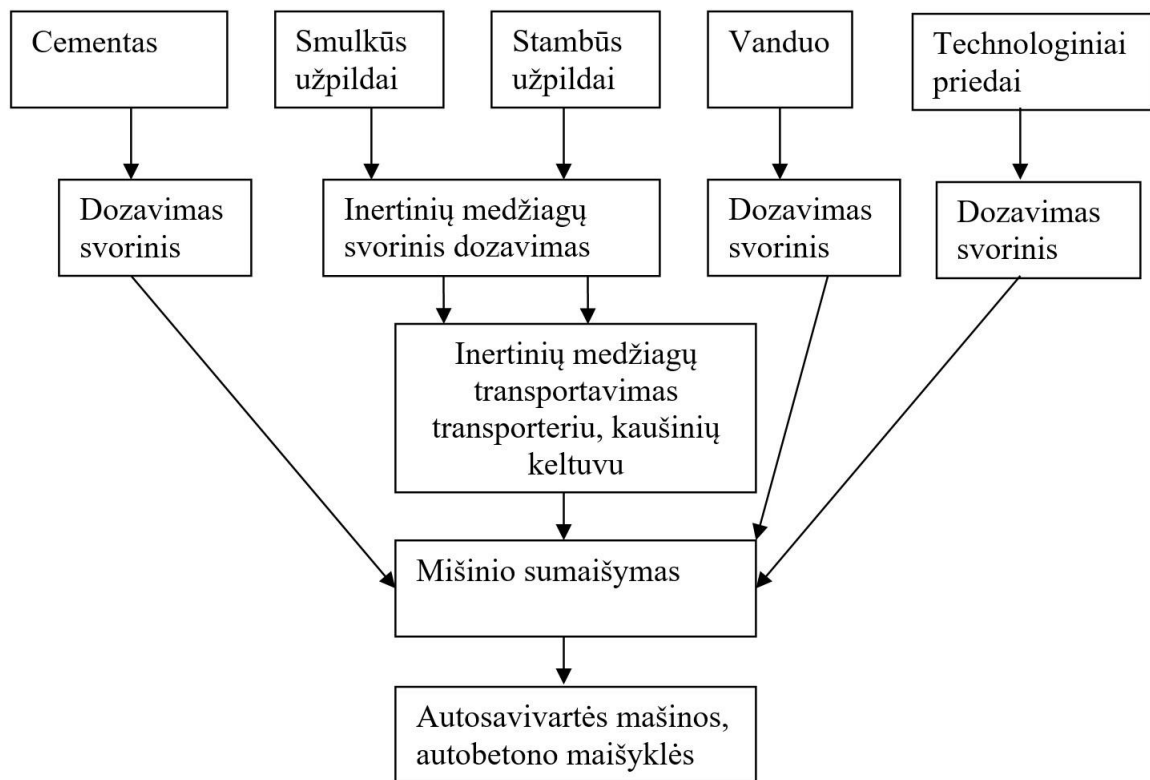 Cementas
Smulkūs
užpildai
Stambūs
užpildai
Vanduo
Technologiniai
priedai
Dozavimas
svorinis
Inertinių medžiagų
svorinis dozavimas
Dozavimas
svorinis
Dozavimas
svorinis
Inertinių medžiagų
transportavimas
transporteriu, kaušinių
keltuvu
Mišinio sumaišymas
Autosavivartės mašinos,
autobetono maišyklės